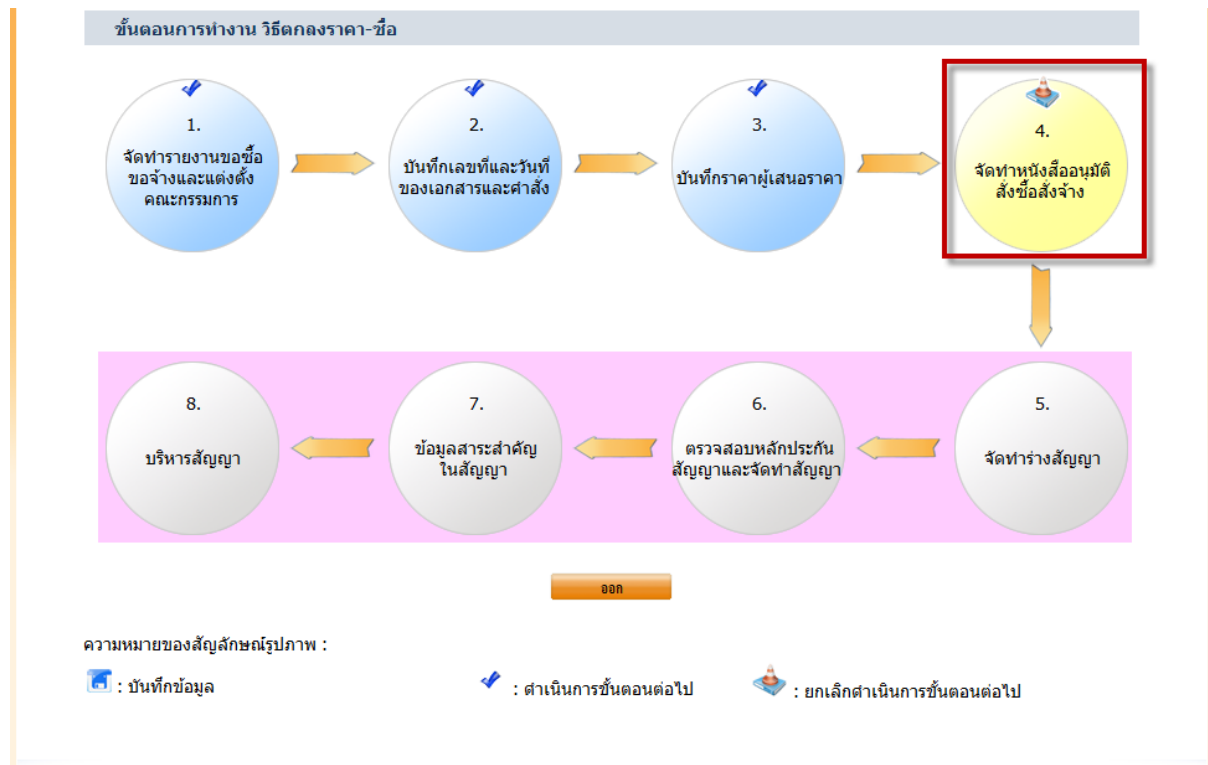 ขั้นตอนการทำงาน วิธีตกลงราคา-ซื้อ
1.
จัดทำรายงานขอซื้อ
ขอจ้างและแต่งตั้ง
คณะกรรมการ
2.
บันทึกเลขที่และวันที่
ของเอกสารและคำสั่ง
3.
บันทึกราคาผู้เสนอราคา
4.
จัดทำหนังสืออนุมัติ
สั่งซื้อสั่งจ้าง
8.
บริหารสัญญา
7.
ข้อมูลสาระสำคัญ
ในสัญญา
6.
ตรวจสอบหลักประกัน
สัญญาและจัดทำสัญญา
5.
จัดทำร่างสัญญา
ออก
ความหมายของสัญลักษณ์รูปภาพ :
: บันทึกข้อมูล
: ดำเนินการขั้นตอนต่อไป
: ยกเลิกดำเนินการขั้นตอนต่อไป